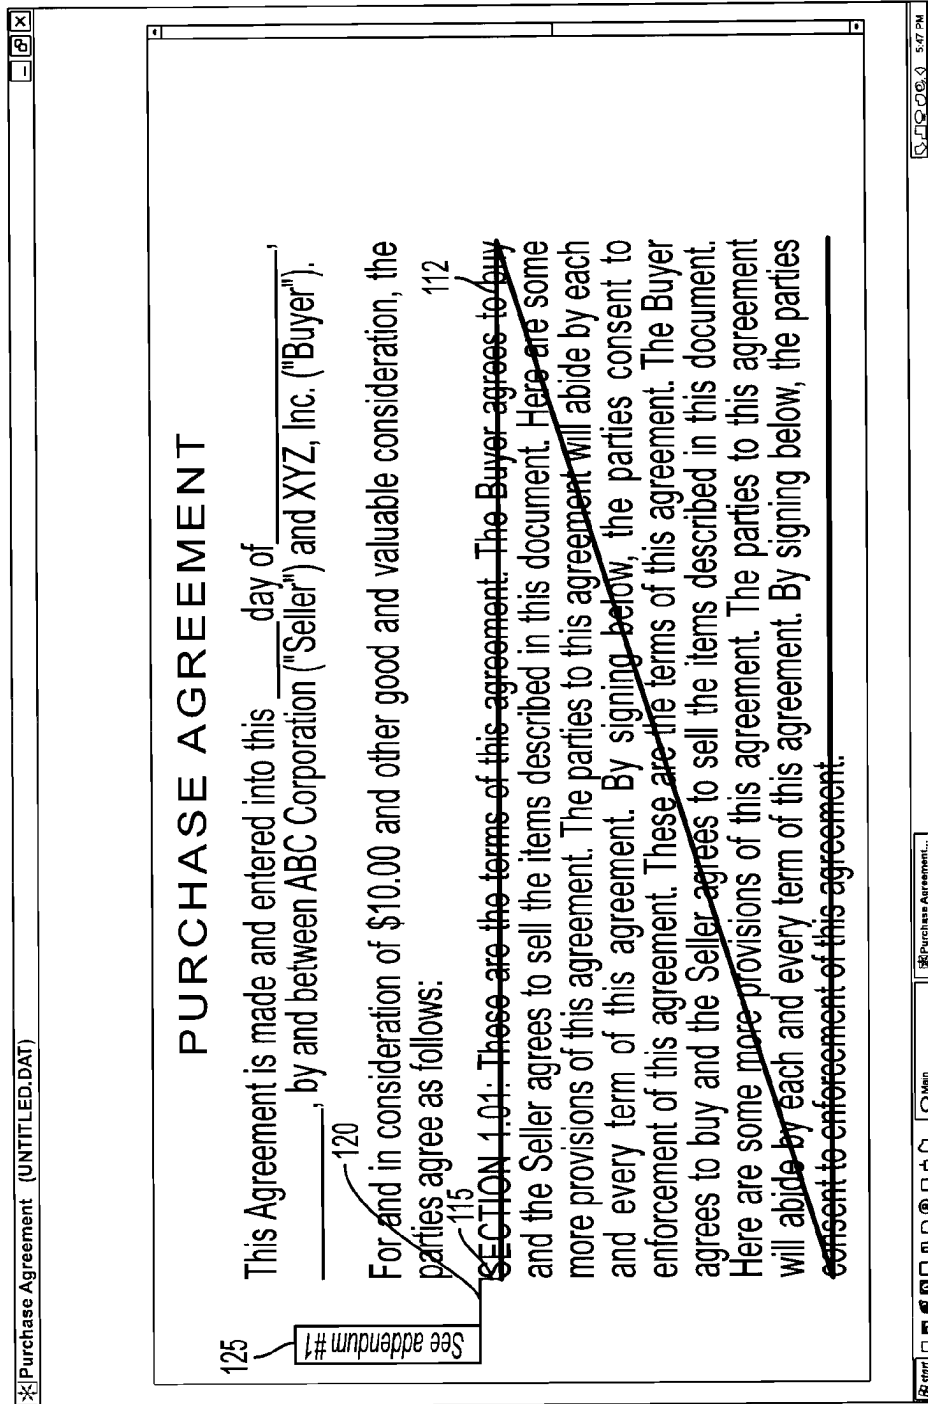 Purchase Agreement (UNTITLED.DAT)
PURCHASE AGREEMENT
This Agreement is made and entered into this ____ day of ____________,
________, by and between ABC Corporation ("Seller") and XYZ, Inc. ("Buyer").
For and in consideration of $10.00 and other good and valuable consideration, the
parties agree as follows:
120
115
112
125
See addendum #1
SECTION 1.01: These are the terms of this agreement. The Buyer agrees to buy
and the Seller agrees to sell the items described in this document. Here are some
more provisions of this agreement. The parties to this agreement will abide by each
and every term of this agreement. By signing below, the parties consent to
enforcement of this agreement. These are the terms of this agreement. The Buyer
agrees to buy and the Seller agrees to sell the items described in this document.
Here are some more provisions of this agreement. The parties to this agreement
will abide by each and every term of this agreement. By signing below, the parties
consent to enforcement of this agreement.
start
Main
Purchase Agreement...
5:47 PM